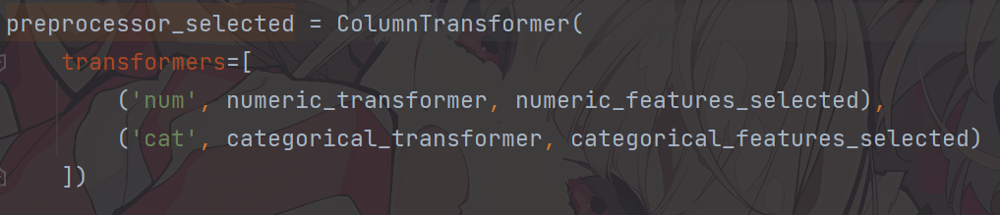 preprocessor_selected = ColumnTransformer(
    transformers=[
        ('num', numeric_transformer, numeric_features_selected),
        ('cat', categorical_transformer, categorical_features_selected)
    ])